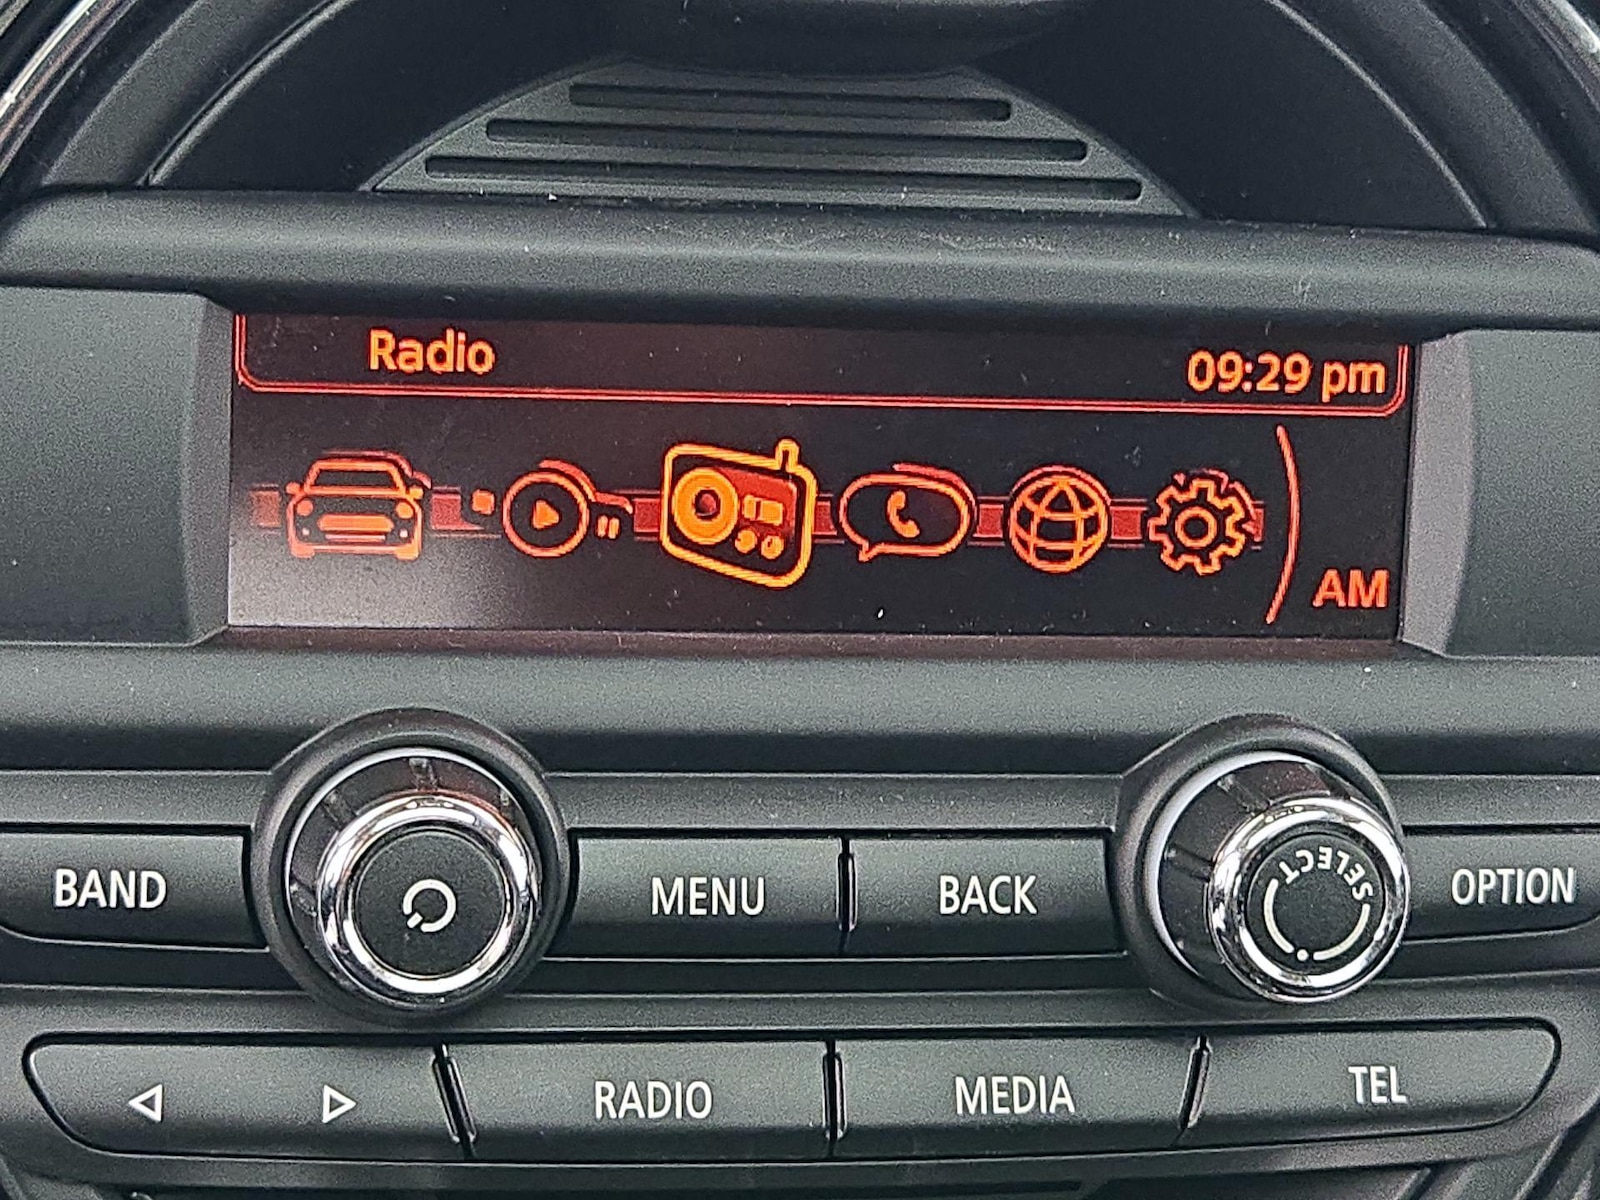 Radio
09:29 pm
AM
BAND
MENU
BACK
SELECT
OPTION
RADIO
MEDIA
TEL